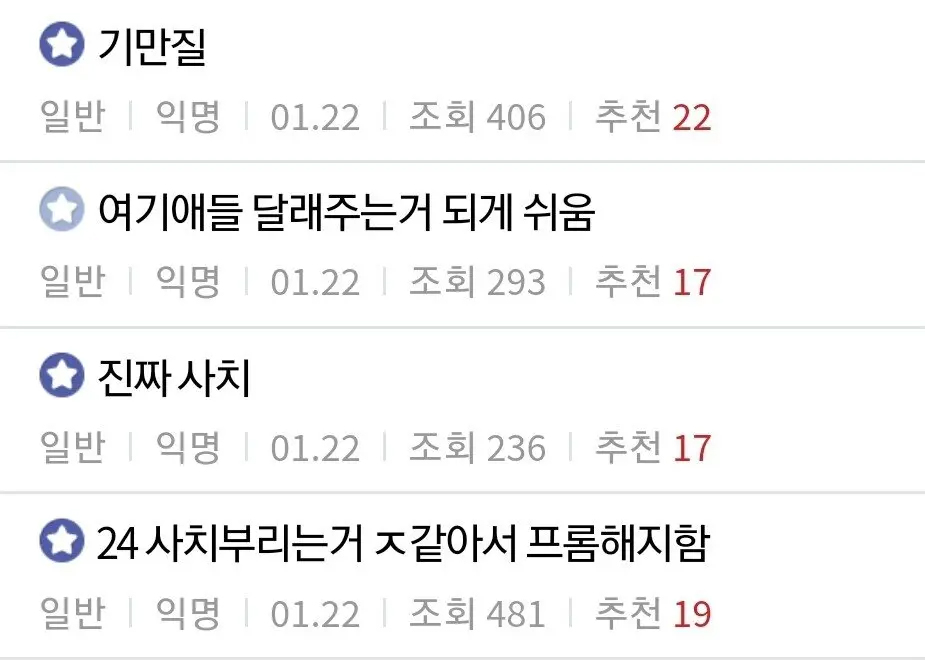 기만질
일반 | 익명 | 01.22 | 조회 406 | 추천 22
여기애들 달래주는거 되게 쉬움
일반 | 익명 | 01.22 | 조회 293 | 추천 17
진짜 사치
일반 | 익명 | 01.22 | 조회 236 | 추천 17
24 사치부리는거 ㅈ같아서 프롬해지함
일반 | 익명 | 01.22 | 조회 481 | 추천 19